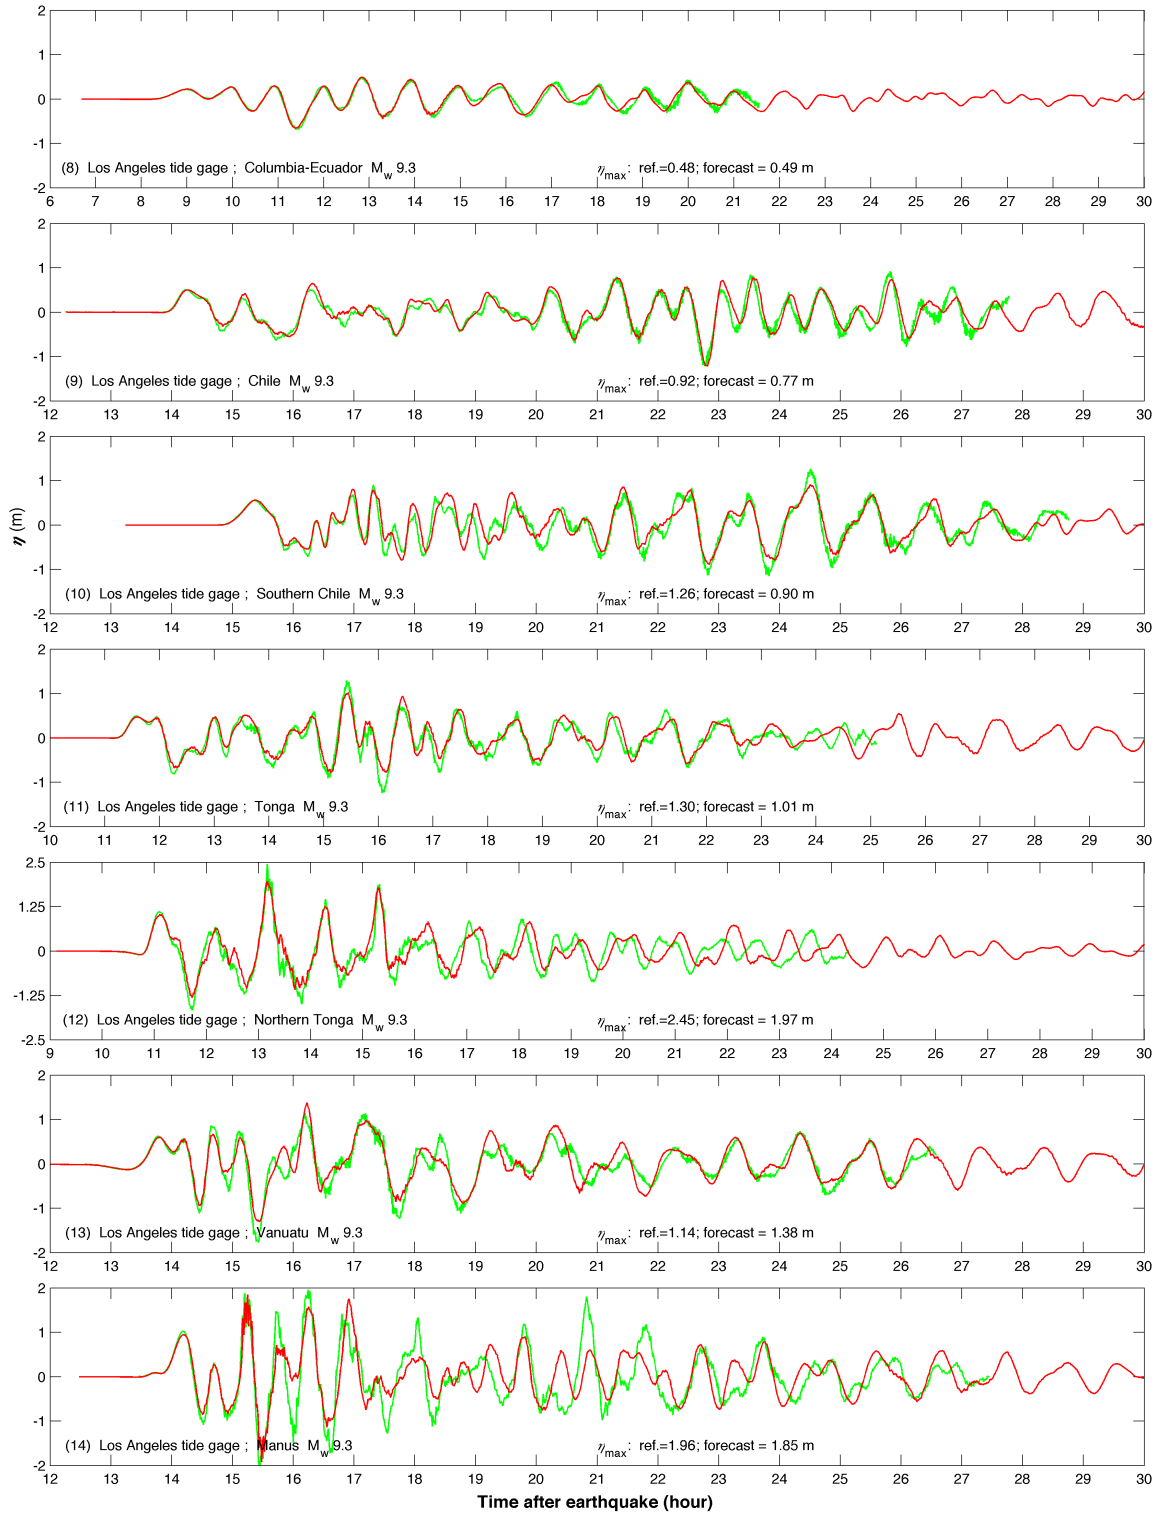 2
1
0
-1
-2
(8) Los Angeles tide gage ; Columbia-Ecuador Mw 9.3 ηmax: ref.=0.48; forecast = 0.49 m
6 7 8 9 10 11 12 13 14 15 16 17 18 19 20 21 22 23 24 25 26 27 28 29 30
2
1
0
-1
-2
(9) Los Angeles tide gage ; Chile Mw 9.3 ηmax: ref.=0.92; forecast = 0.77 m
12 13 14 15 16 17 18 19 20 21 22 23 24 25 26 27 28 29 30
2
1
0
-1
-2
(10) Los Angeles tide gage ; Southern Chile Mw 9.3 ηmax: ref.=1.26; forecast = 0.90 m
12 13 14 15 16 17 18 19 20 21 22 23 24 25 26 27 28 29 30
η (m)
2
1
0
-1
-2
(11) Los Angeles tide gage ; Tonga Mw 9.3 ηmax: ref.=1.30; forecast = 1.01 m
10 11 12 13 14 15 16 17 18 19 20 21 22 23 24 25 26 27 28 29 30
2.5
1.25
0
-1.25
-2.5
(12) Los Angeles tide gage ; Northern Tonga Mw 9.3 ηmax: ref.=2.45; forecast = 1.97 m
9 10 11 12 13 14 15 16 17 18 19 20 21 22 23 24 25 26 27 28 29 30
2
1
0
-1
-2
(13) Los Angeles tide gage ; Vanuatu Mw 9.3 ηmax: ref.=1.14; forecast = 1.38 m
12 13 14 15 16 17 18 19 20 21 22 23 24 25 26 27 28 29 30
2
1
0
-1
-2
(14) Los Angeles tide gage ; Manus Mw 9.3 ηmax: ref.=1.96; forecast = 1.85 m
12 13 14 15 16 17 18 19 20 21 22 23 24 25 26 27 28 29 30
Time after earthquake (hour)